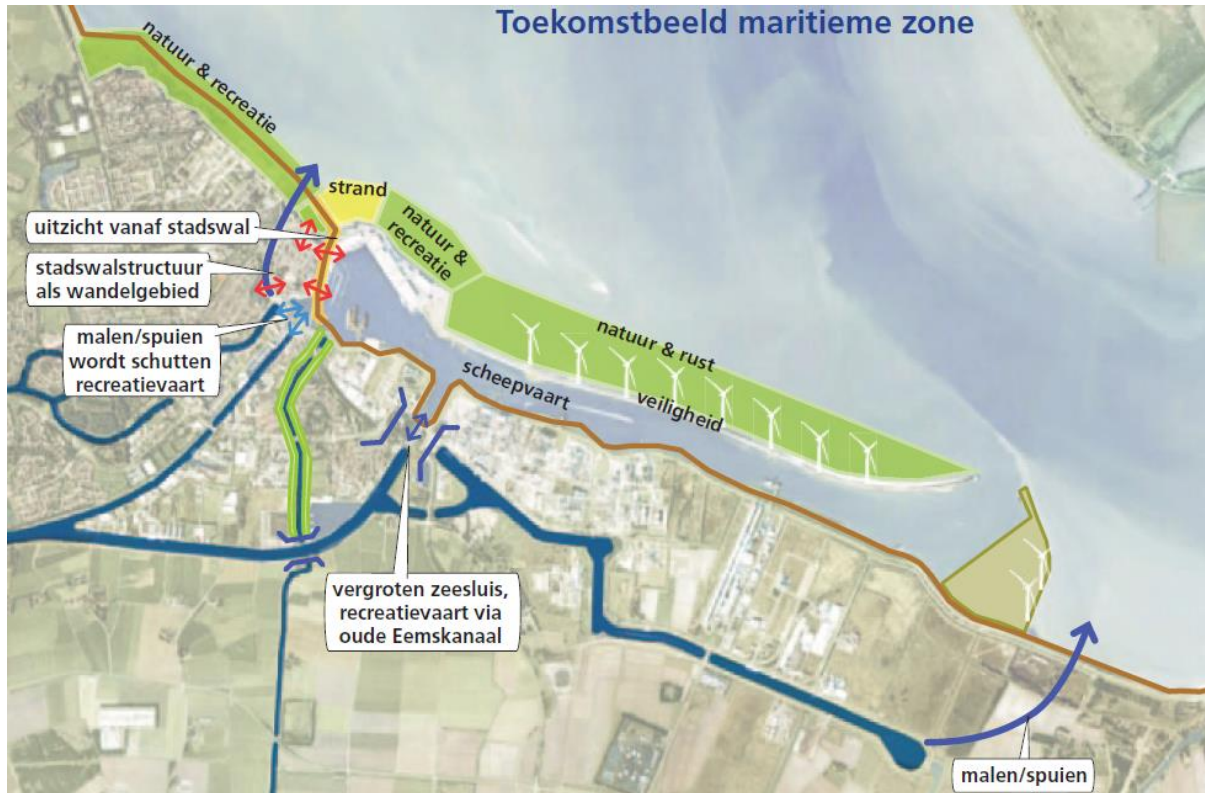 Toekomstbeeld maritieme zone
natuur & recreatie
strand
natuur &
recreatie
uitzicht vanaf stadswal
stadswalstructuur
als wandelgebied
malen/spuien
wordt schutten
recreatievaart
natuur & rust
scheepvaart
veiligheid
vergroten zeesluis,
recreatievaart via
oude Eemskanaal
malen/spuien